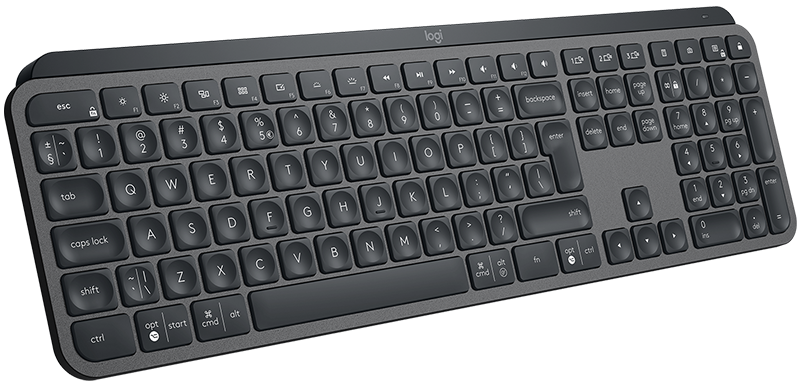 logi
esc F1 F2 F3 F4 F5 F6 F7 F8 F9 F10 F11 F12 1 2 3
± § ~ ` ! 1 @ 2 # 3 $ 4 % 5 € ^ 6 & 7 * 8 ( 9 ) 0 _ - + = backspace insert home page up / * -
tab Q W E R T Y U I O P { [ } ] enter delete end page down 7 home 8 9 pg up +
caps lock A S D F G H J K L : ; " ' | \ 4 5 6
shift ~ ` | \ Z X C V B N M < , > . ? / shift 1 end 2 3 pg dn enter
ctrl opt start cmd alt cmd alt fn opt ctrl 0 ins . del =